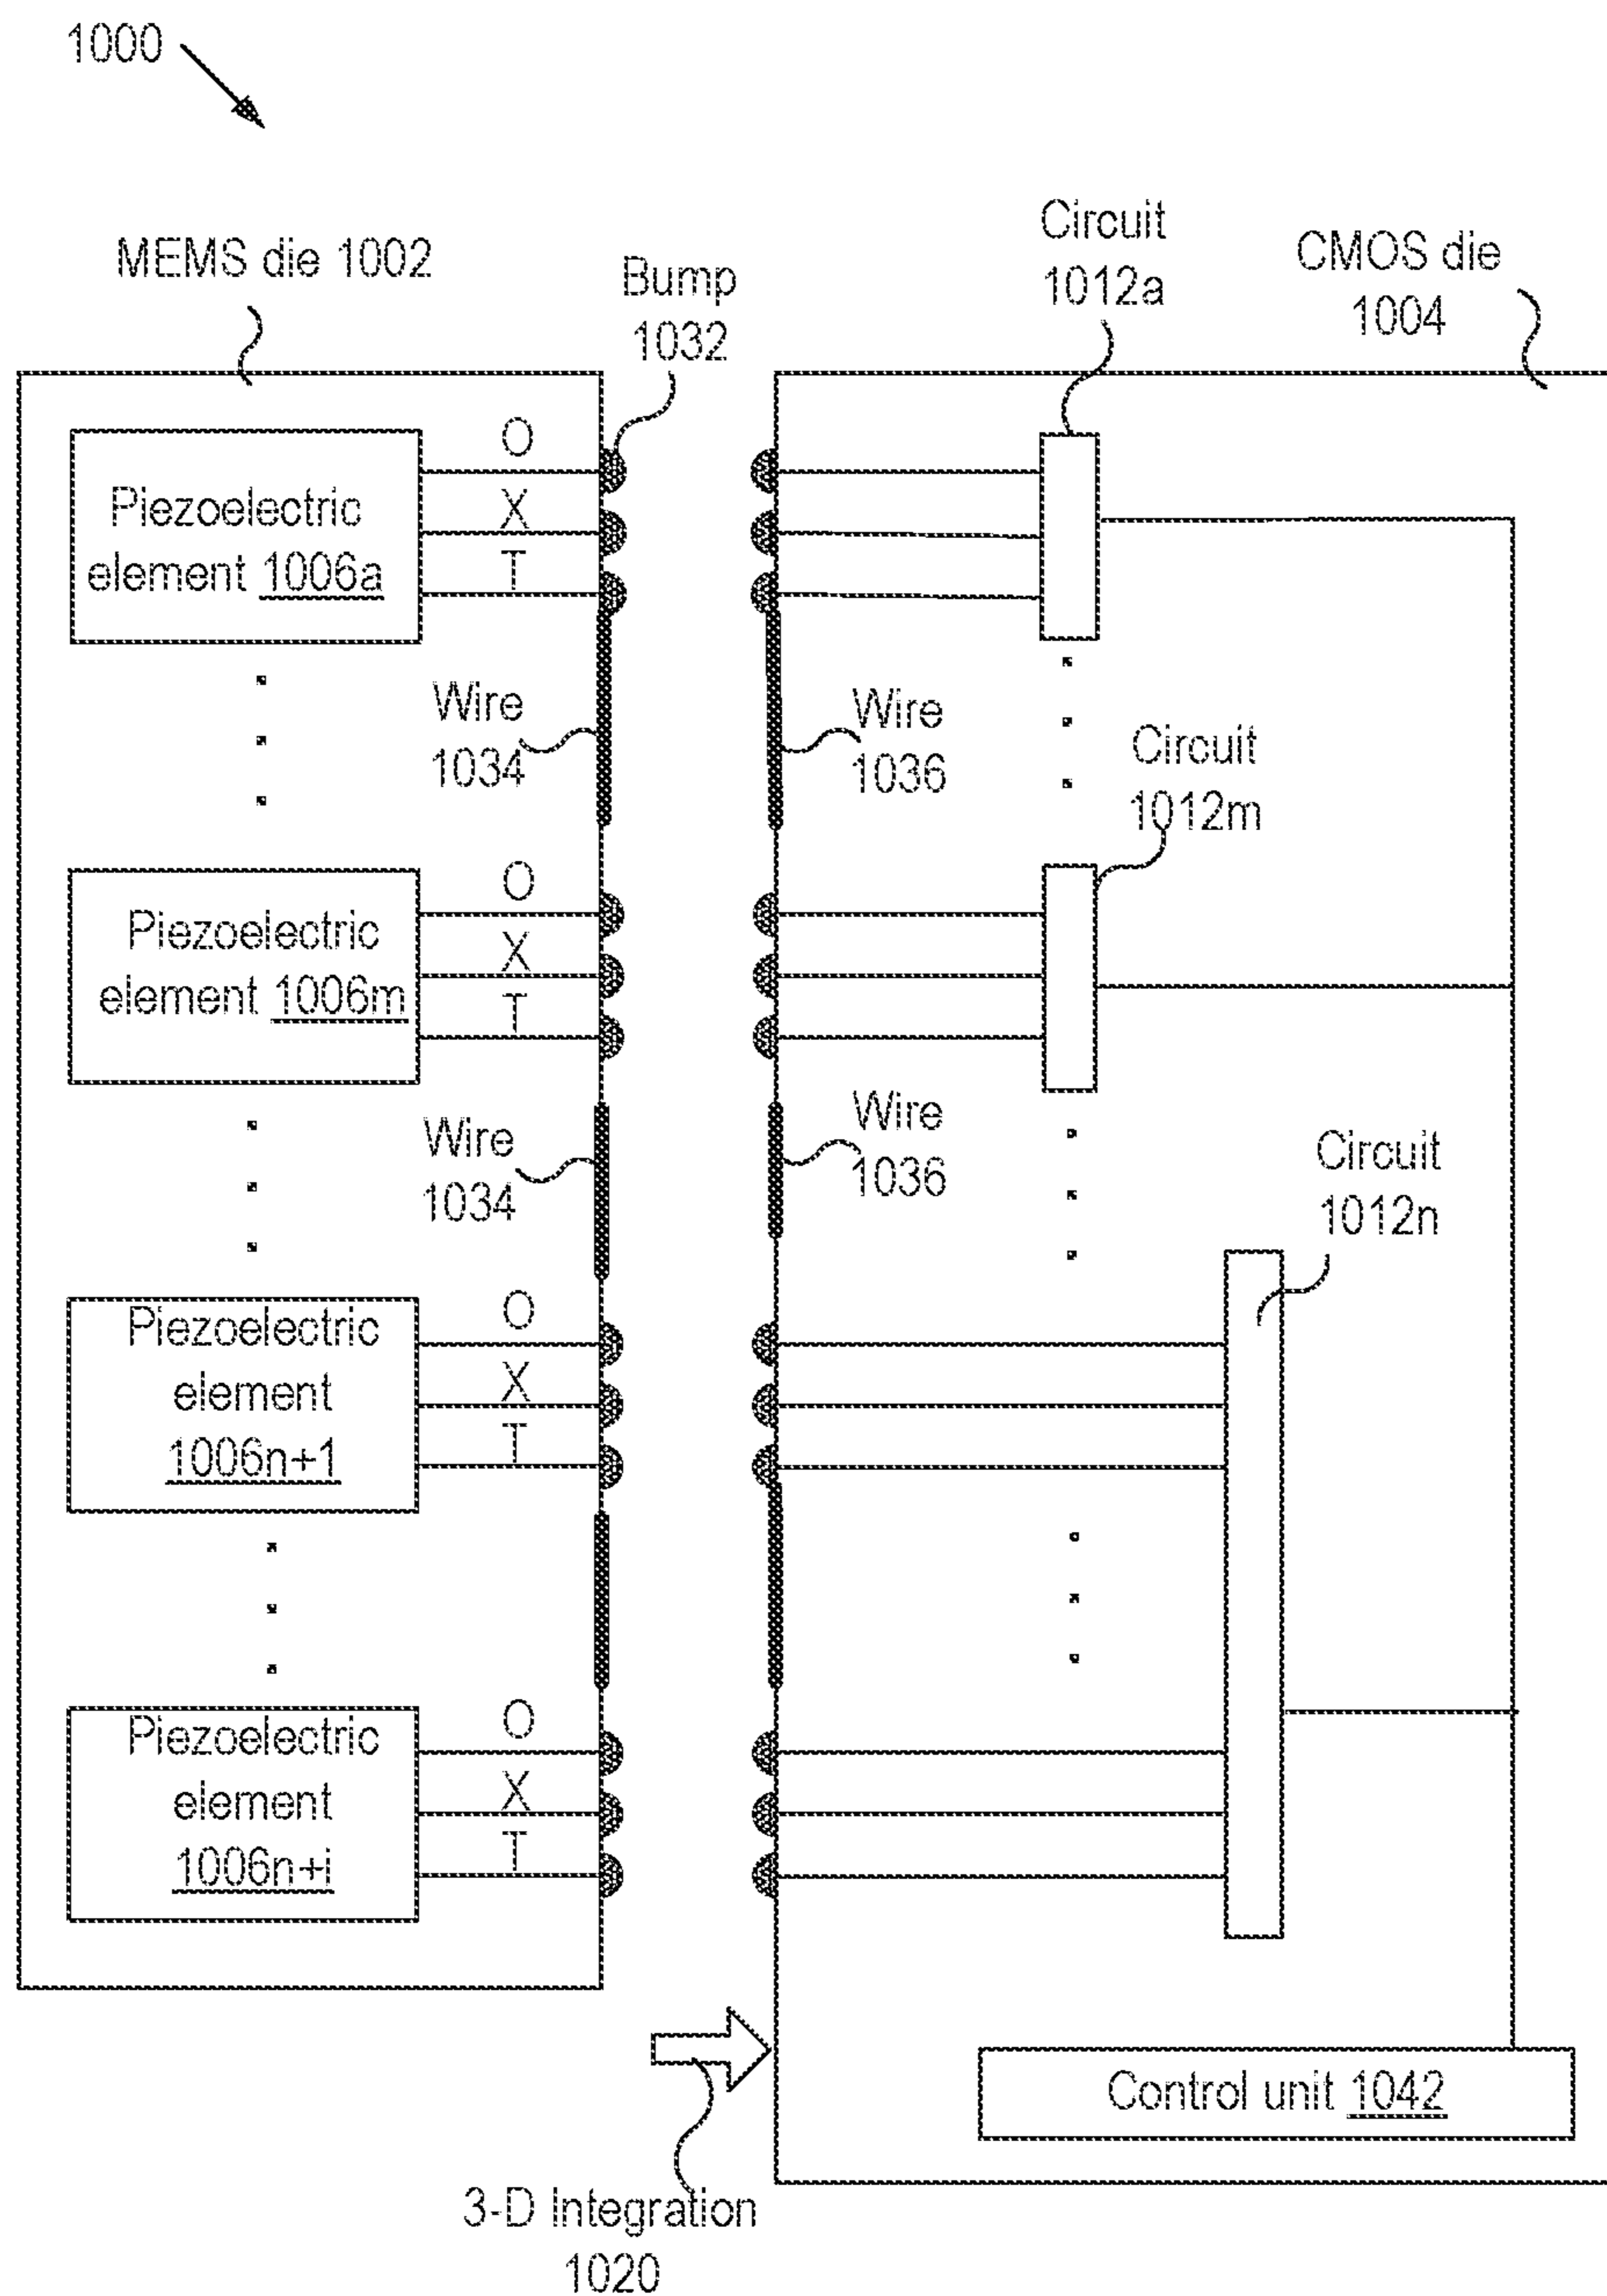 1000
MEMS die 1002
Bump
1032
Circuit
1012a
CMOS die
1004
Piezoelectric
element 1006a
O
X
T
Wire
1034
Wire
1036
Circuit
1012m
Piezoelectric
element 1006m
O
X
T
Wire
1034
Wire
1036
Circuit
1012n
Piezoelectric
element
1006n+1
O
X
T
Piezoelectric
element
1006n+i
O
X
T
Control unit 1042
3-D Integration
1020